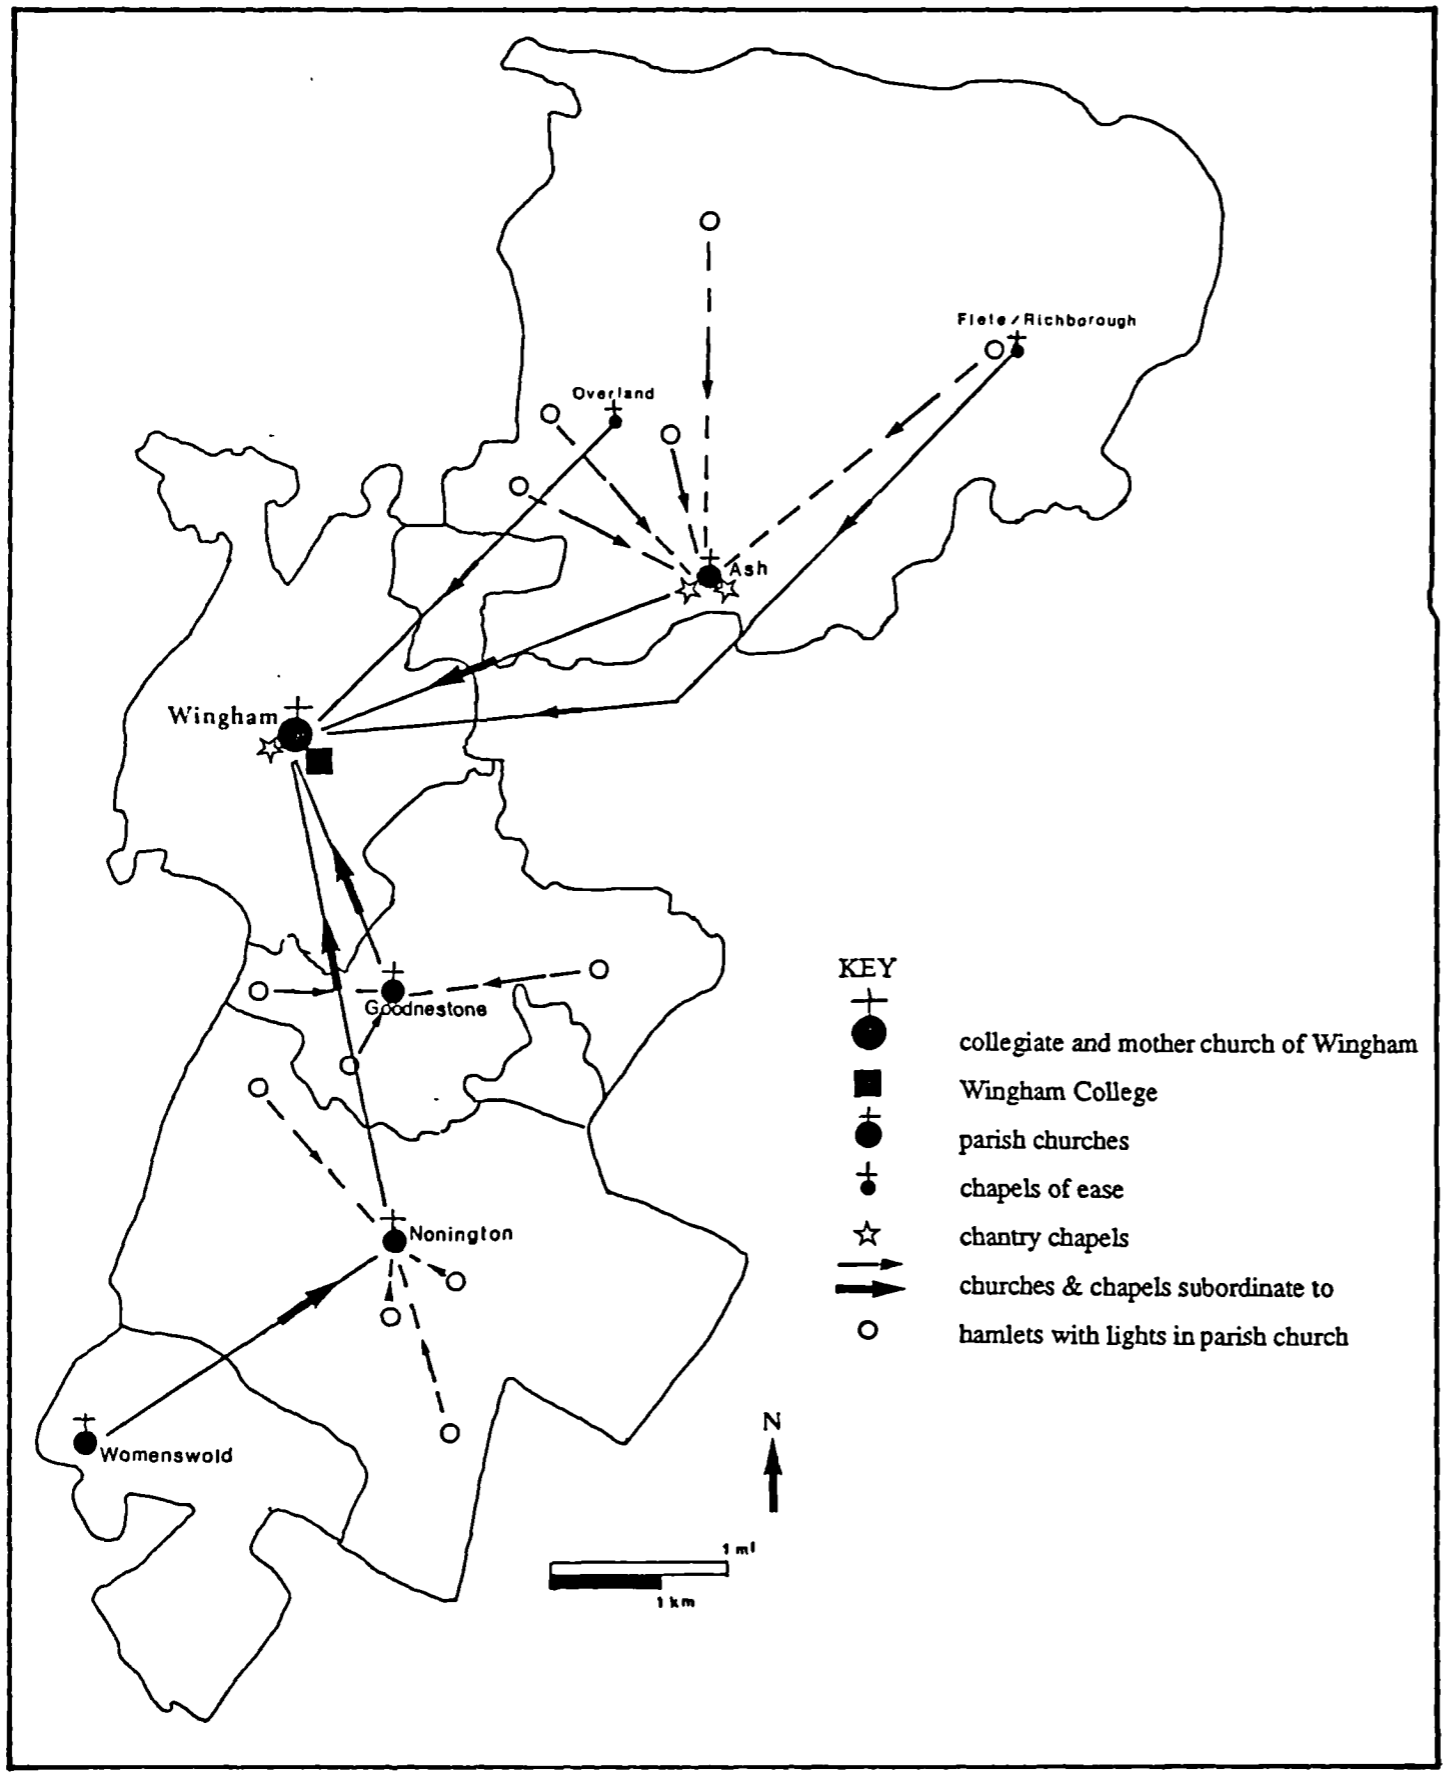 Flete/Richborough
Overland
Ash
Wingham
Goodnestone
Nonington
Womenswold
KEY
collegiate and mother church of Wingham
Wingham College
parish churches
chapels of ease
chantry chapels
churches & chapels subordinate to
hamlets with lights in parish church
N
1 ml
1 km